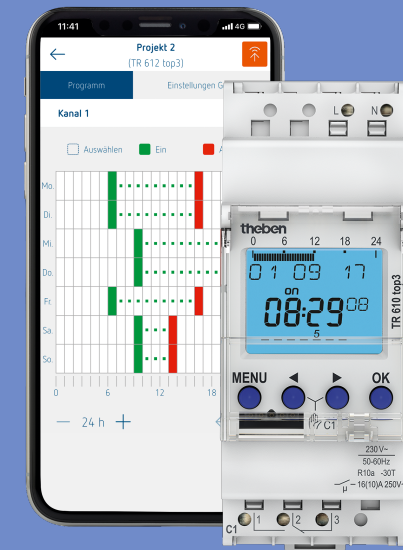 11:41
4G
Projekt 2
(TR 612 top3)
Programm
Einstellungen G
Kanal 1
Auswählen
Ein
A
Mo.
Di.
Mi.
Do.
Fr.
Sa.
So.
0 6 12 18
24 h
L N
theben
0 6 12 18 24
01 09 17
on
08:29 08
5
TR 610 top3
MENU
OK
C1
230V~
50-60Hz
R10a -30T
μ 16(10)A 250V~
C1 1 2 3